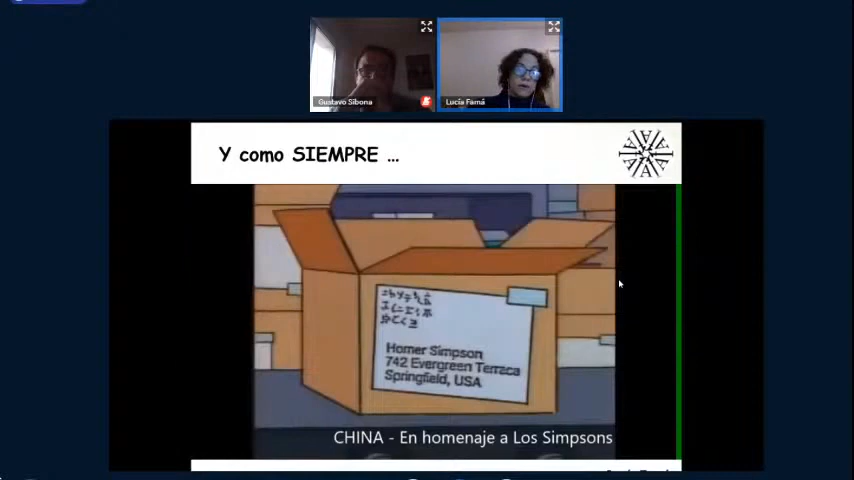 Gustavo Sibona
Lucía Famá
Y como SIEMPRE ...
Homer Simpson
742 Evergreen Terrace
Springfield, USA
CHINA - En homenaje a Los Simpsons